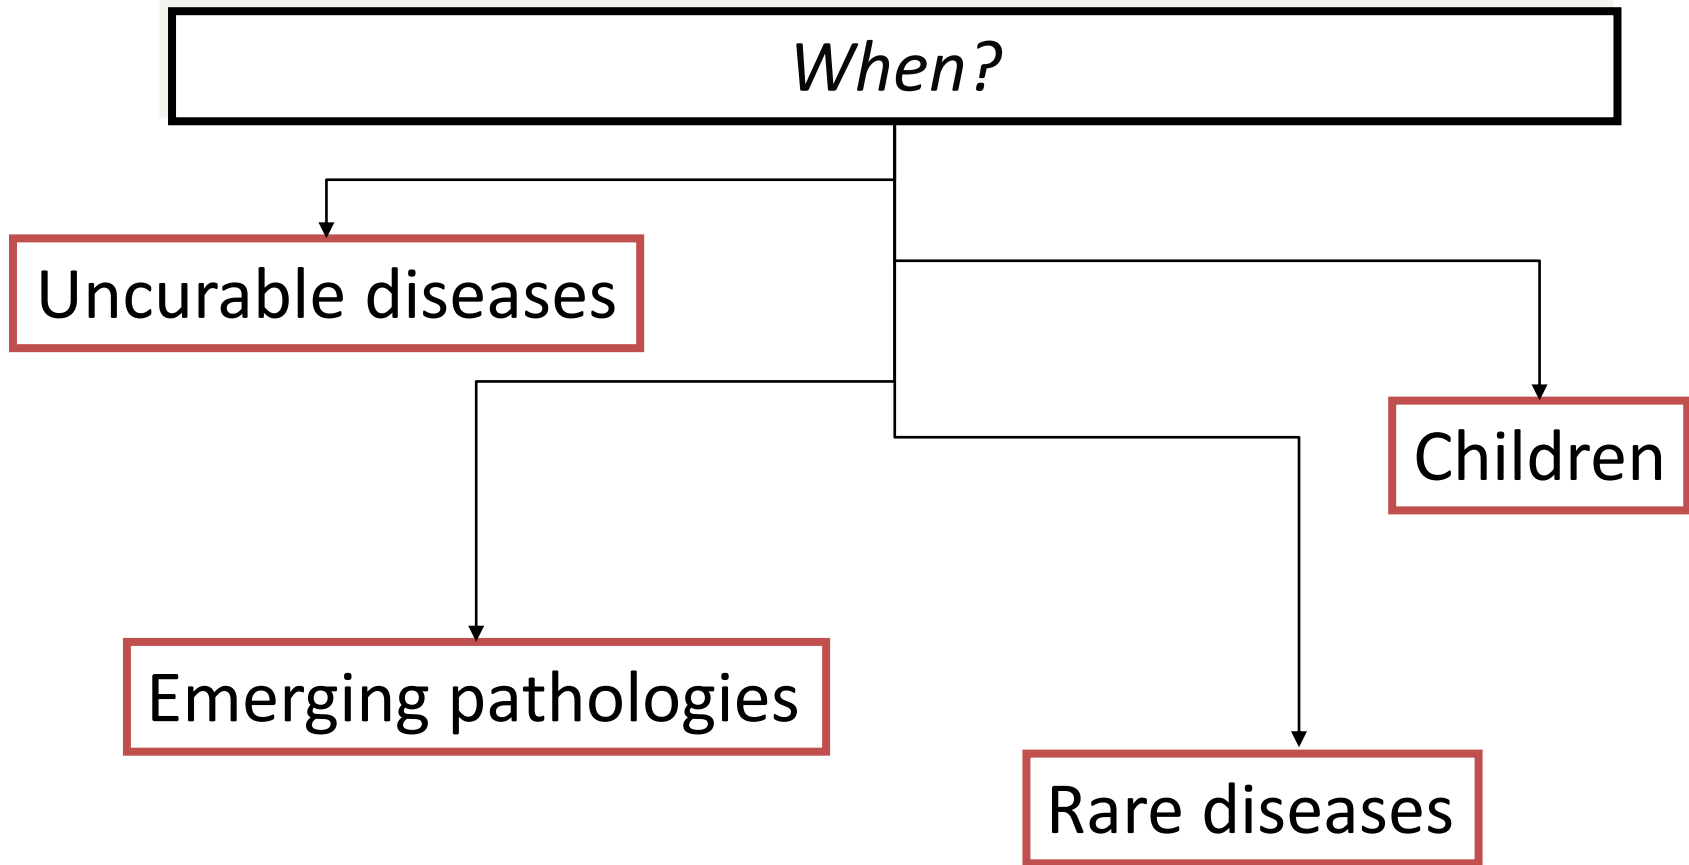 When?
Uncurable diseases
Children
Emerging pathologies
Rare diseases